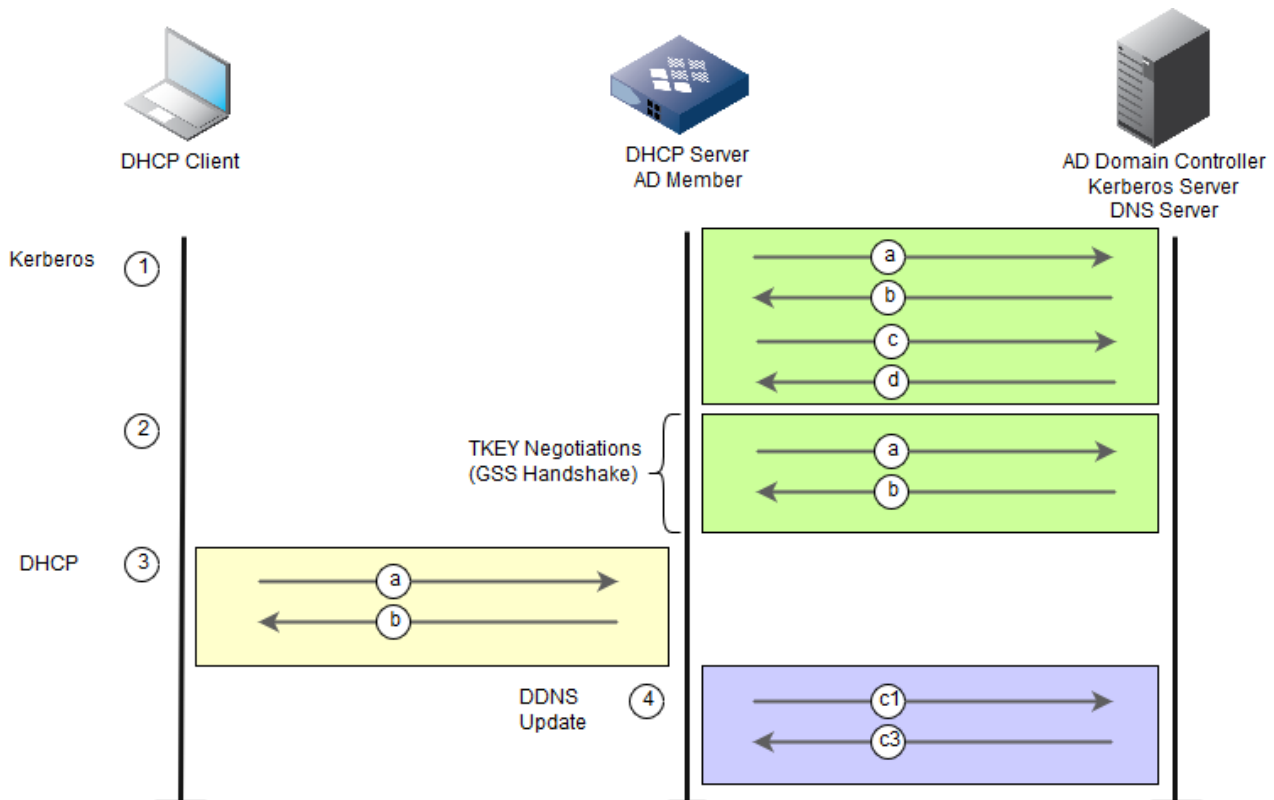 DHCP Client
DHCP Server
AD Member
AD Domain Controller
Kerberos Server
DNS Server
Kerberos
1
a
b
c
d
2
TKEY Negotiations
(GSS Handshake)
a
b
DHCP
3
a
b
DDNS
Update
4
c1
c3